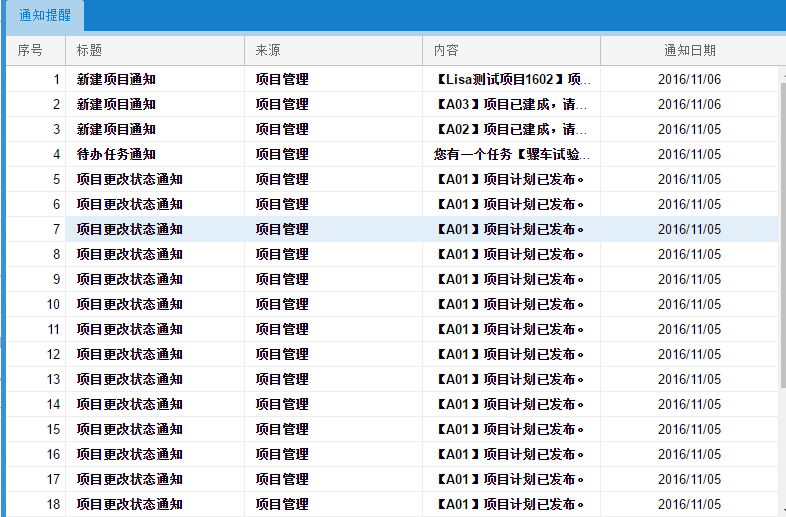 通知提醒
序号 标题 来源 内容 通知日期
1 新建项目通知 项目管理 【Lisa测试项目1602】项... 2016/11/06
2 新建项目通知 项目管理 【A03】项目已建成，请... 2016/11/06
3 新建项目通知 项目管理 【A02】项目已建成，请... 2016/11/05
4 待办任务通知 项目管理 您有一个任务【骡车试验... 2016/11/05
5 项目更改状态通知 项目管理 【A01】项目计划已发布。 2016/11/05
6 项目更改状态通知 项目管理 【A01】项目计划已发布。 2016/11/05
7 项目更改状态通知 项目管理 【A01】项目计划已发布。 2016/11/05
8 项目更改状态通知 项目管理 【A01】项目计划已发布。 2016/11/05
9 项目更改状态通知 项目管理 【A01】项目计划已发布。 2016/11/05
10 项目更改状态通知 项目管理 【A01】项目计划已发布。 2016/11/05
11 项目更改状态通知 项目管理 【A01】项目计划已发布。 2016/11/05
12 项目更改状态通知 项目管理 【A01】项目计划已发布。 2016/11/05
13 项目更改状态通知 项目管理 【A01】项目计划已发布。 2016/11/05
14 项目更改状态通知 项目管理 【A01】项目计划已发布。 2016/11/05
15 项目更改状态通知 项目管理 【A01】项目计划已发布。 2016/11/05
16 项目更改状态通知 项目管理 【A01】项目计划已发布。 2016/11/05
17 项目更改状态通知 项目管理 【A01】项目计划已发布。 2016/11/05
18 项目更改状态通知 项目管理 【A01】项目计划已发布。 2016/11/05